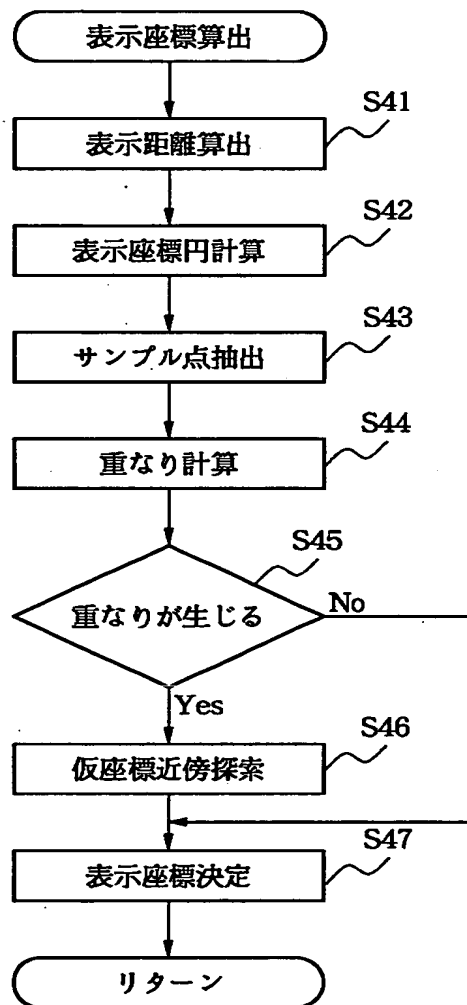 表示座標算出
S41
表示距離算出
S42
表示座標円計算
S43
サンプル点抽出
S44
重なり計算
S45
重なりが生じる
No
Yes
S46
仮座標近傍探索
S47
表示座標決定
リターン